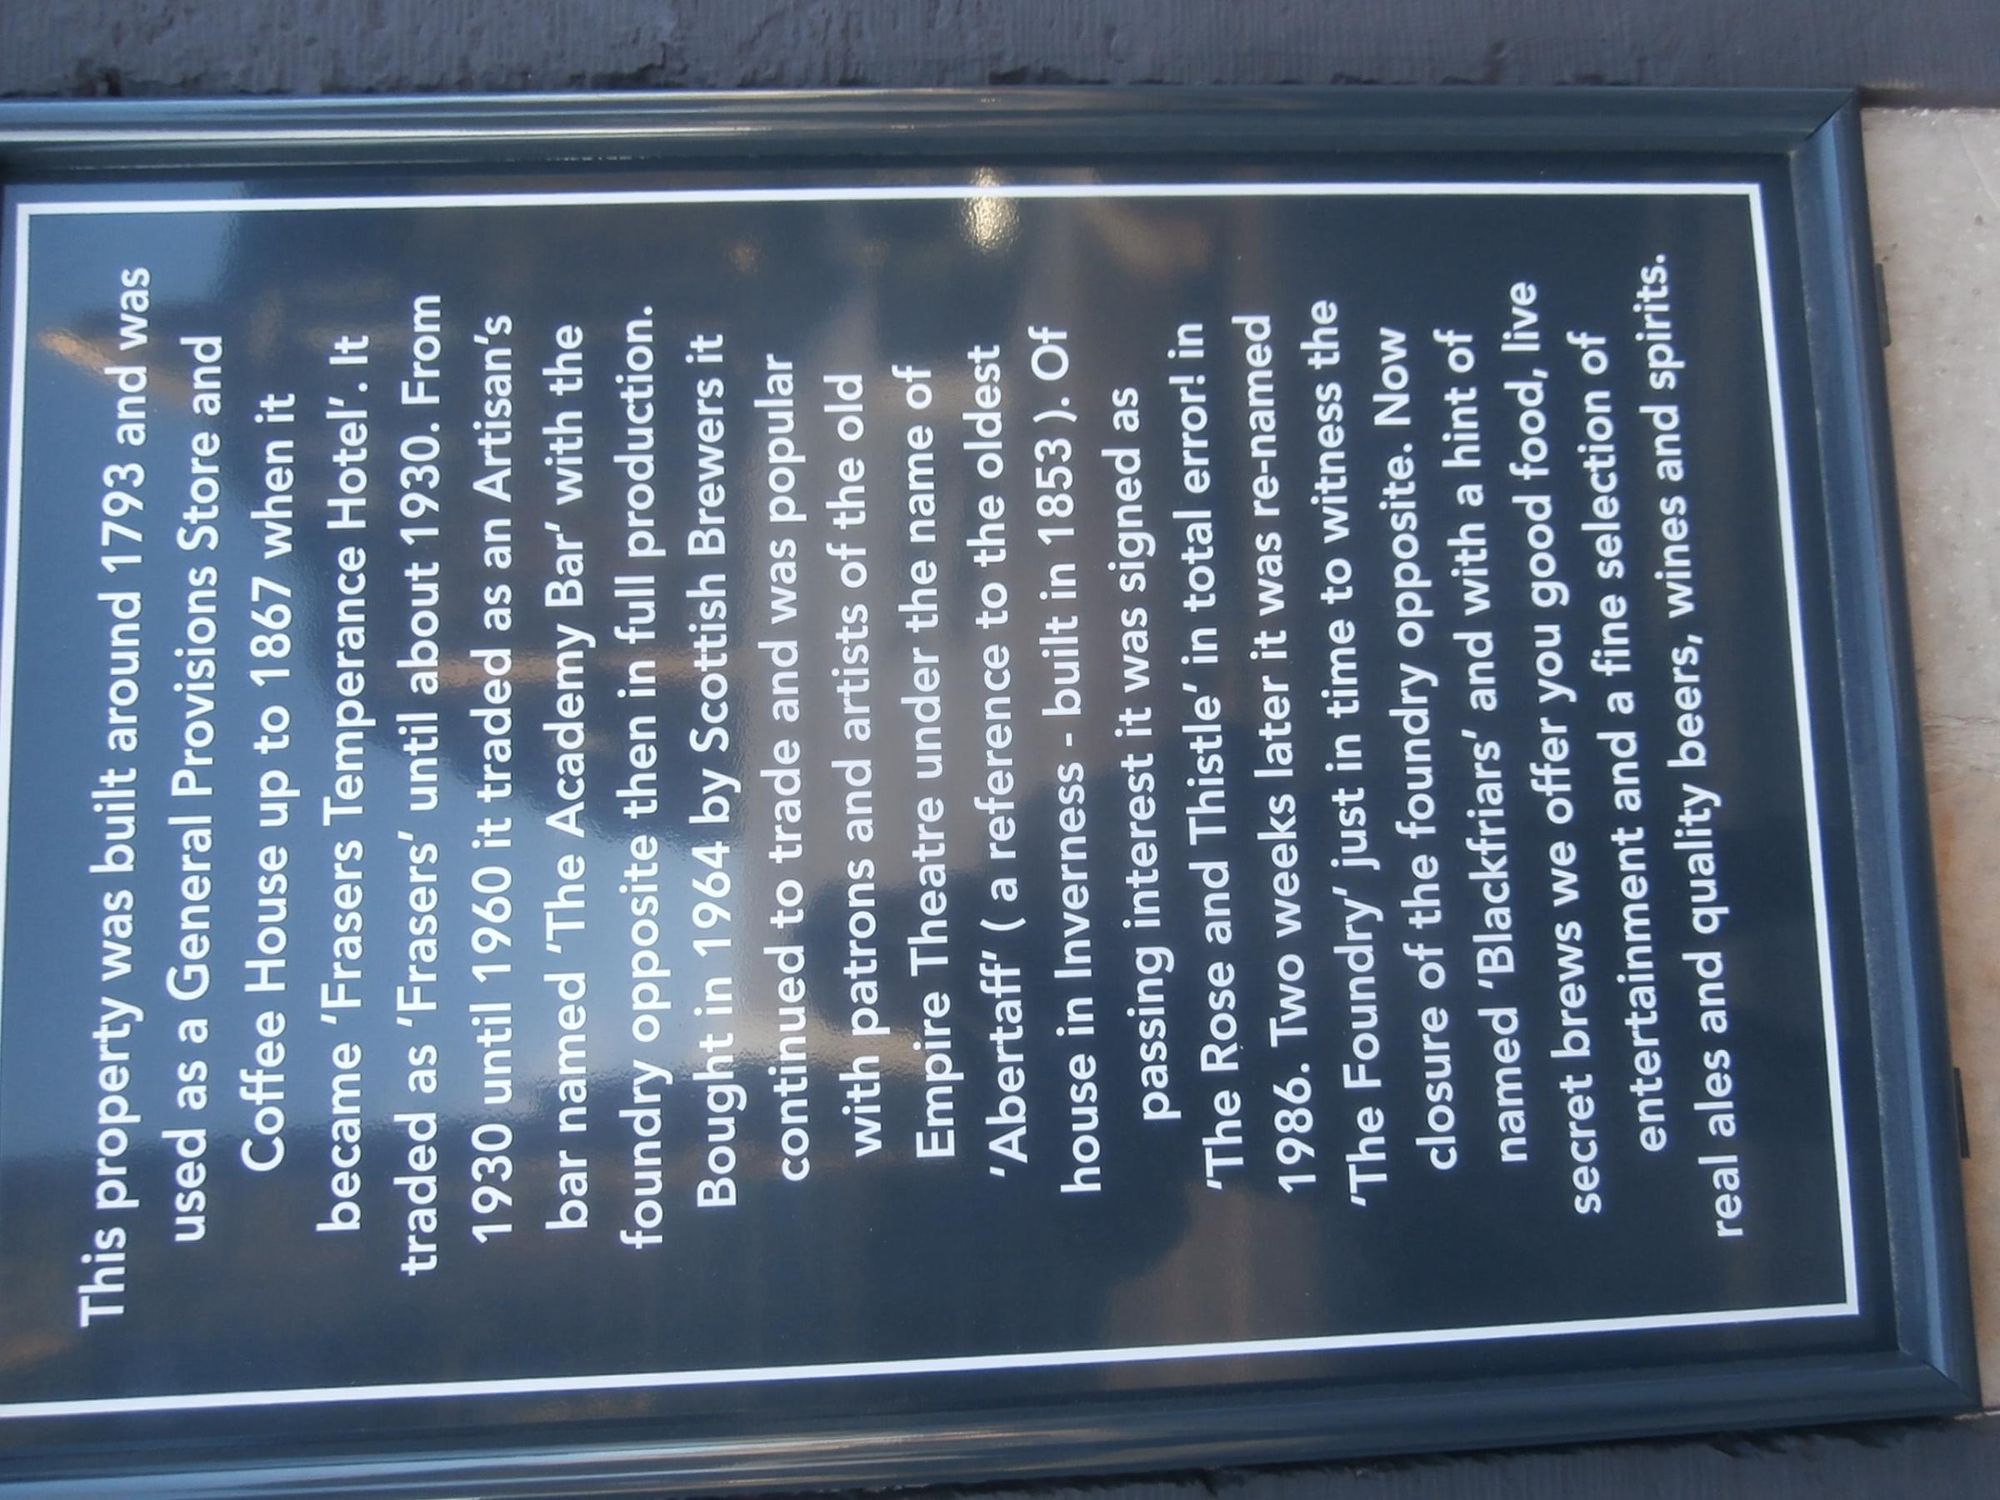 This property was built around 1793 and was
used as a General Provisions Store and
Coffee House up to 1867 when it
became 'Frasers Temperance Hotel'. It
traded as 'Frasers' until about 1930. From
1930 until 1960 it traded as an Artisan's
bar named 'The Academy Bar' with the
foundry opposite then in full production.
Bought in 1964 by Scottish Brewers it
continued to trade and was popular
with patrons and artists of the old
Empire Theatre under the name of
'Abertaff' ( a reference to the oldest
house in Inverness - built in 1853 ). Of
passing interest it was signed as
'The Rose and Thistle' in total error! in
1986. Two weeks later it was re-named
'The Foundry' just in time to witness the
closure of the foundry opposite. Now
named 'Blackfriars' and with a hint of
secret brews we offer you good food, live
entertainment and a fine selection of
real ales and quality beers, wines and spirits.